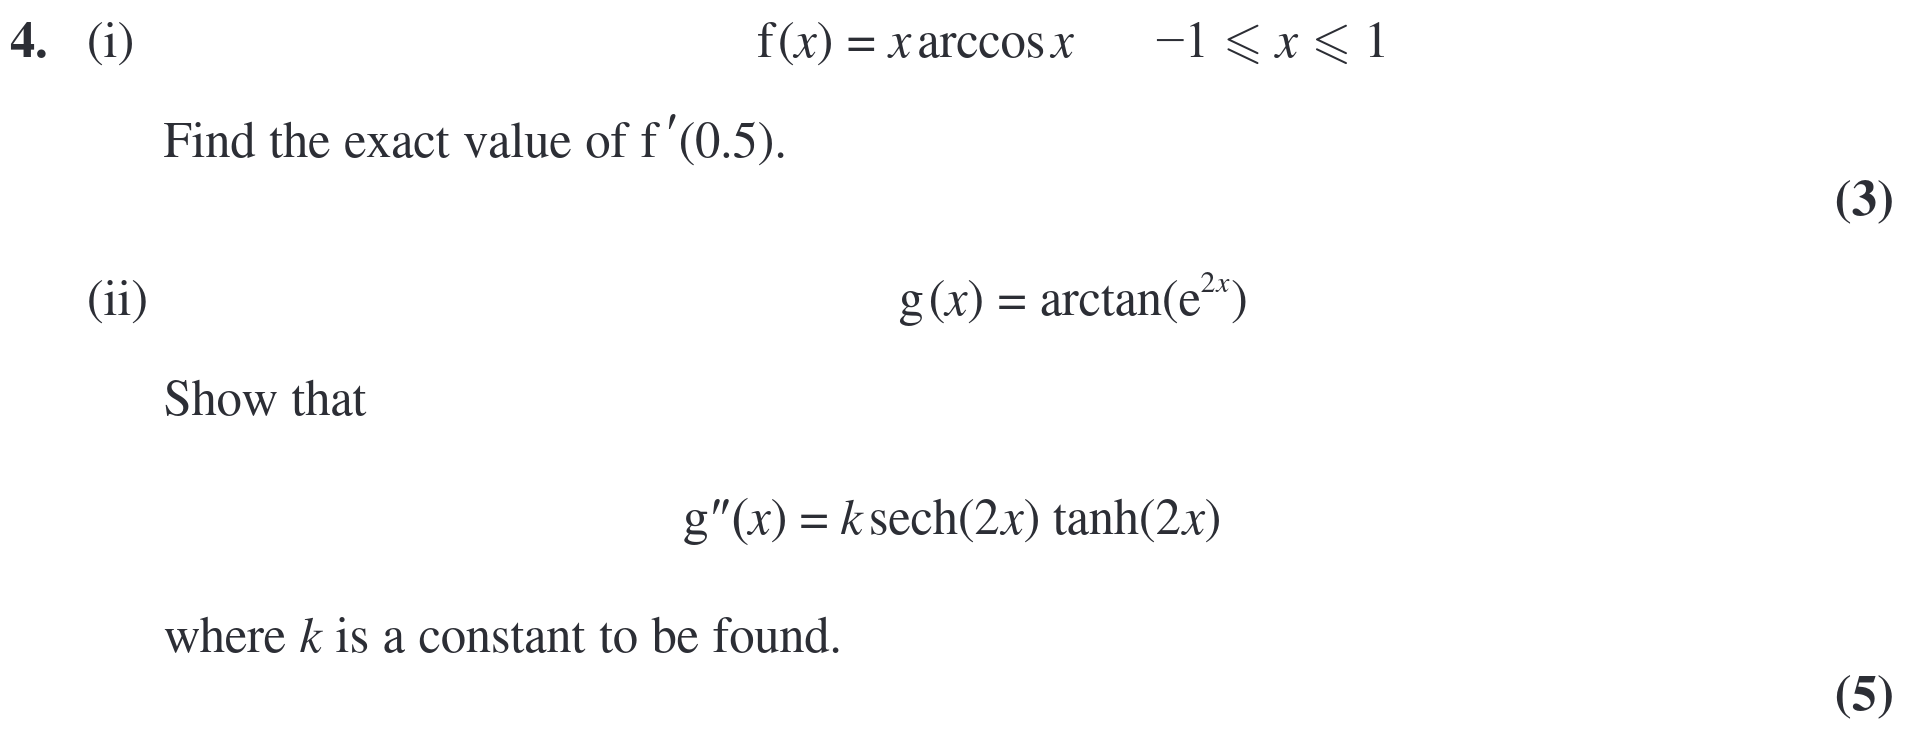 4. (i) f(x) = x arccos x −1 ⩽ x ⩽ 1
Find the exact value of f′(0.5).
(3)
(ii) g(x) = arctan(e²ˣ)
Show that
g″(x) = k sech(2x) tanh(2x)
where k is a constant to be found.
(5)